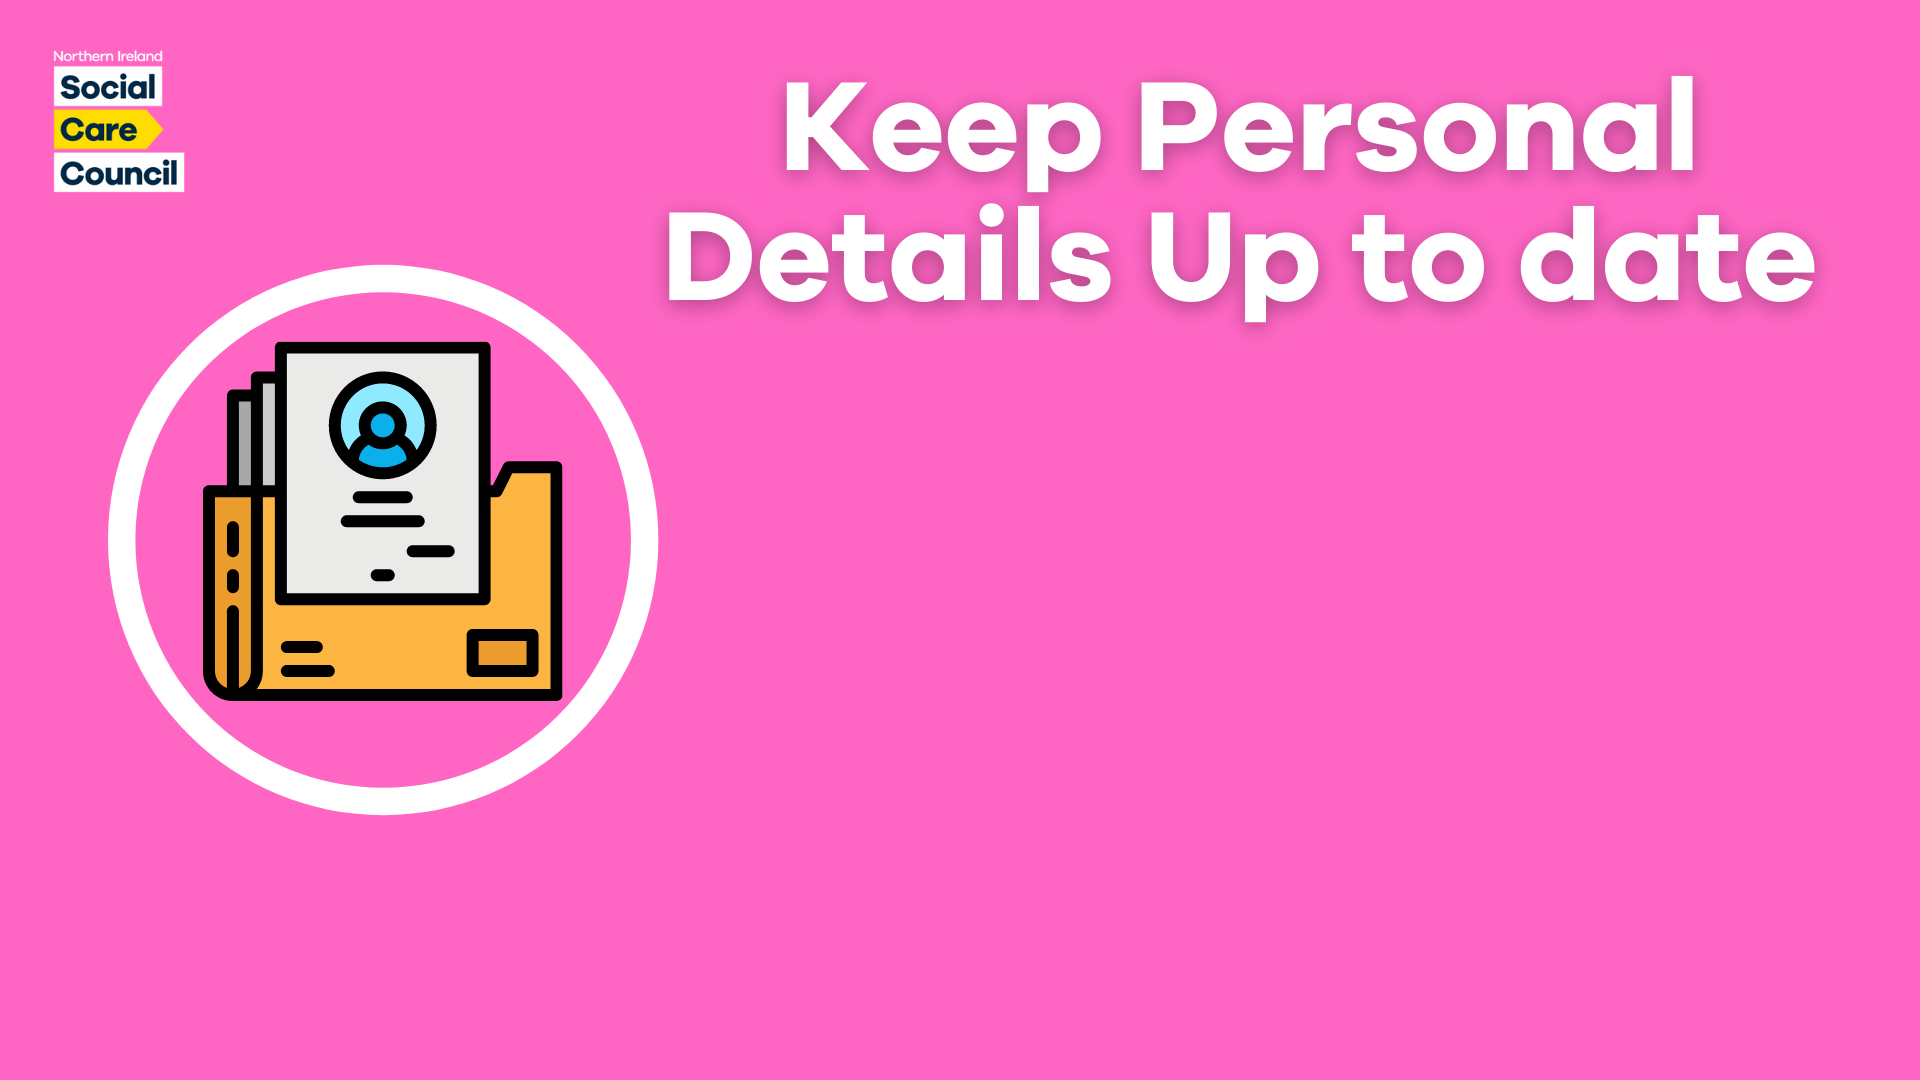 Northern Ireland
Social
Care
Council
Keep Personal
Details Up to date